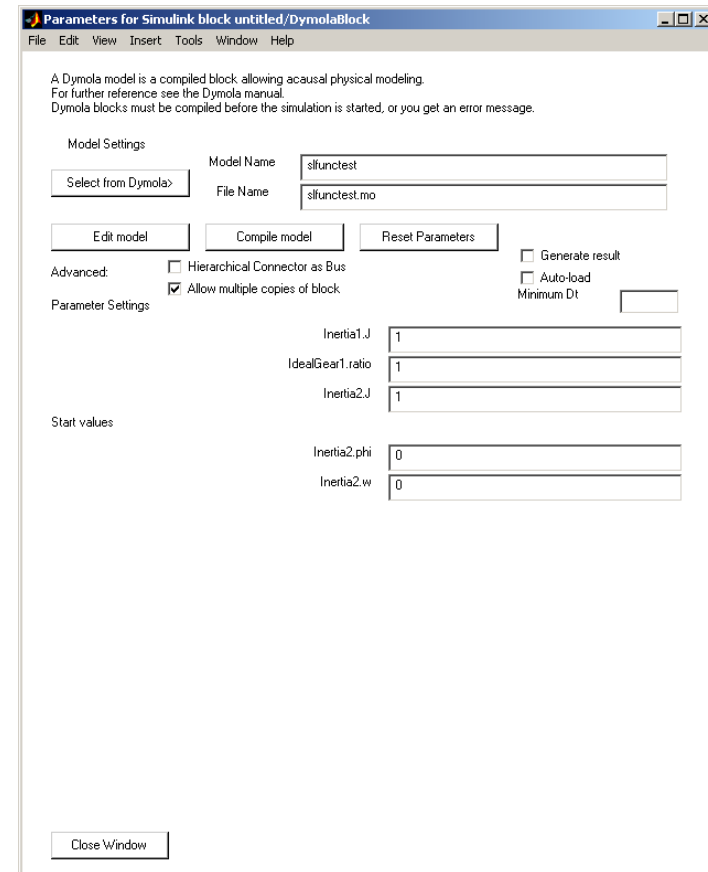 Parameters for Simulink block untitled/DymolaBlock
File Edit View Insert Tools Window Help
A Dymola model is a compiled block allowing acausal physical modeling.
For further reference see the Dymola manual.
Dymola blocks must be compiled before the simulation is started, or you get an error message.
Model Settings
Model Name slfunctest
Select from Dymola>
File Name slfunctest.mo
Edit model Compile model Reset Parameters
Generate result
Advanced: Hierarchical Connector as Bus
Auto-load
Allow multiple copies of block
Minimum Dt
Parameter Settings
Inertia1.J 1
IdealGear1.ratio 1
Inertia2.J 1
Start values
Inertia2.phi 0
Inertia2.w 0
Close Window